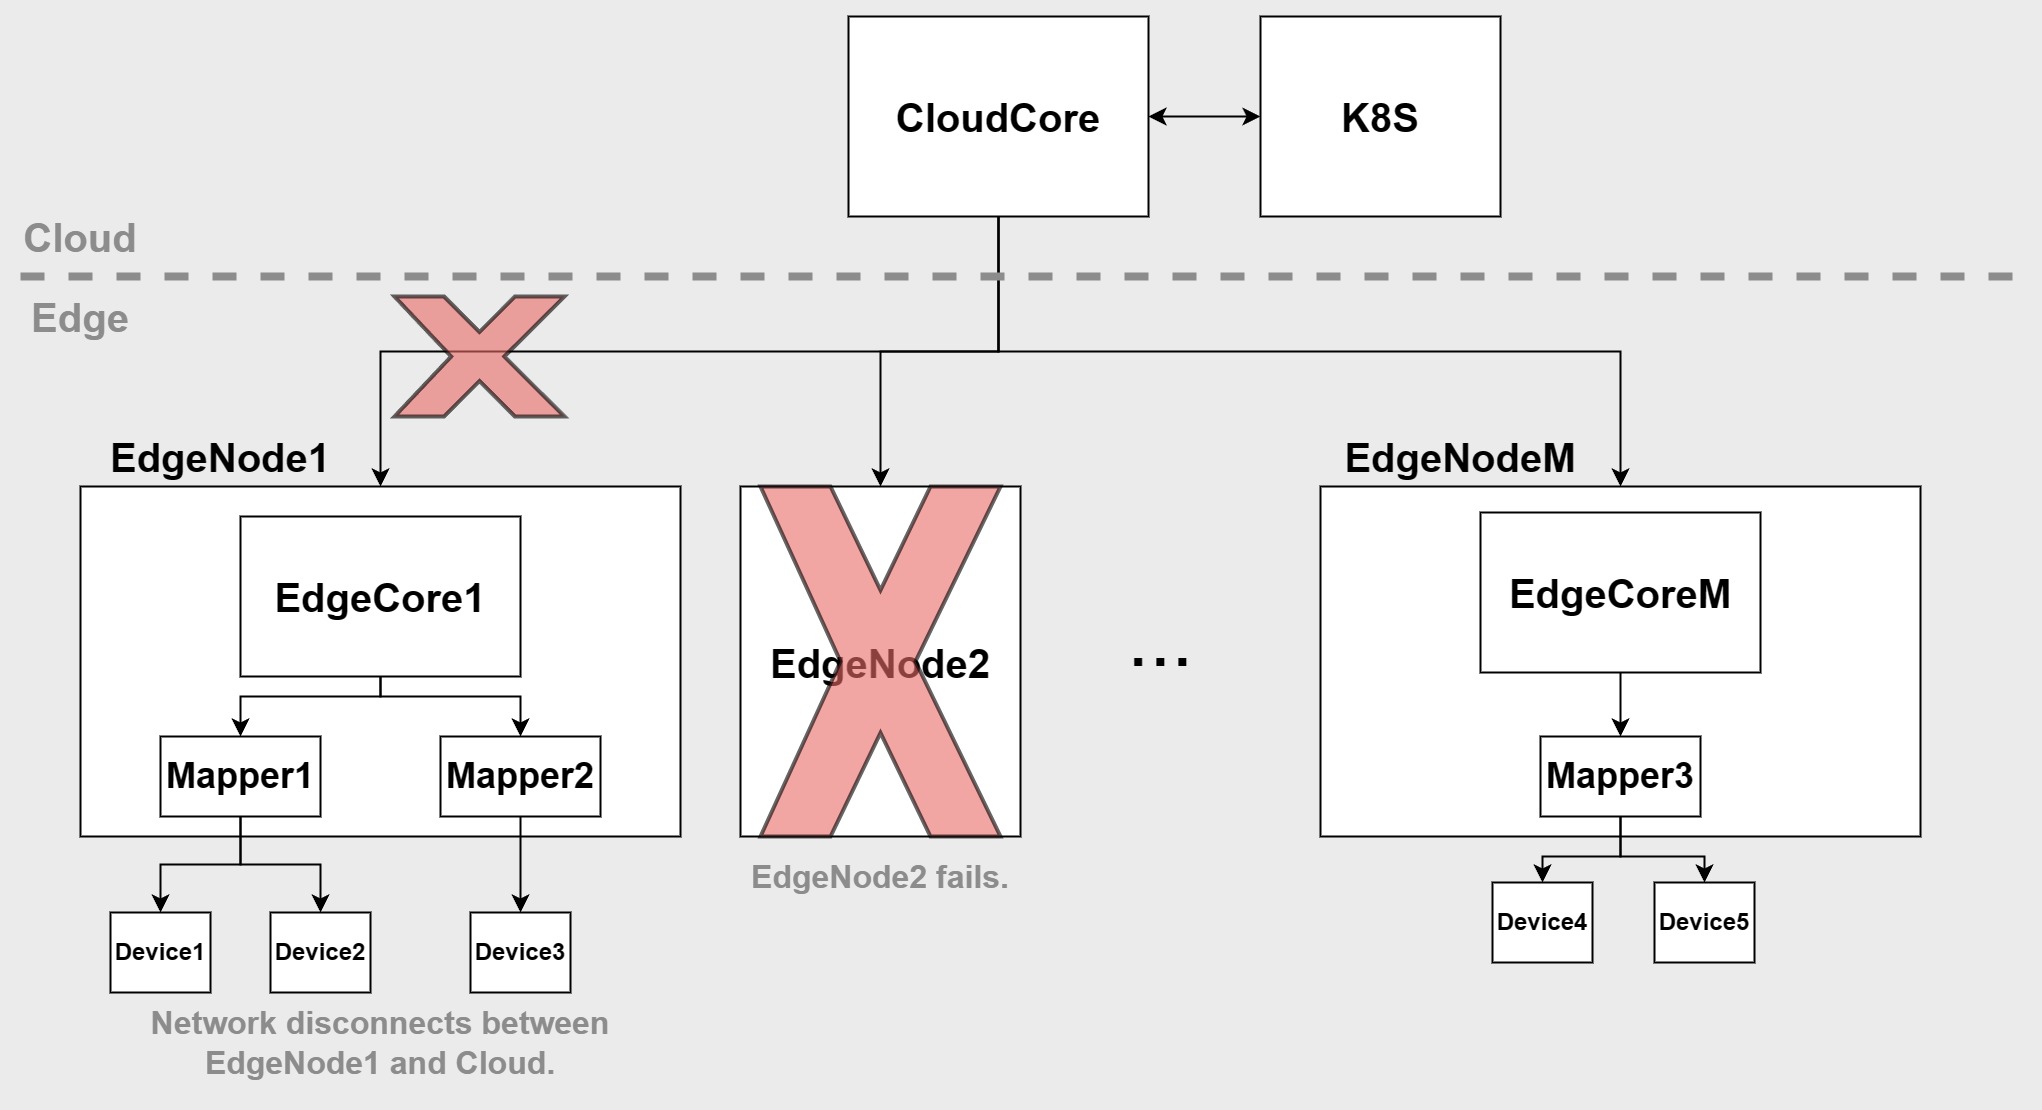 CloudCore
K8S
Cloud
Edge
EdgeNode1
EdgeNodeM
EdgeCore1
EdgeCoreM
EdgeNode2
...
Mapper1
Mapper2
Mapper3
EdgeNode2 fails.
Device4
Device5
Device1
Device2
Device3
Network disconnects between
EdgeNode1 and Cloud.